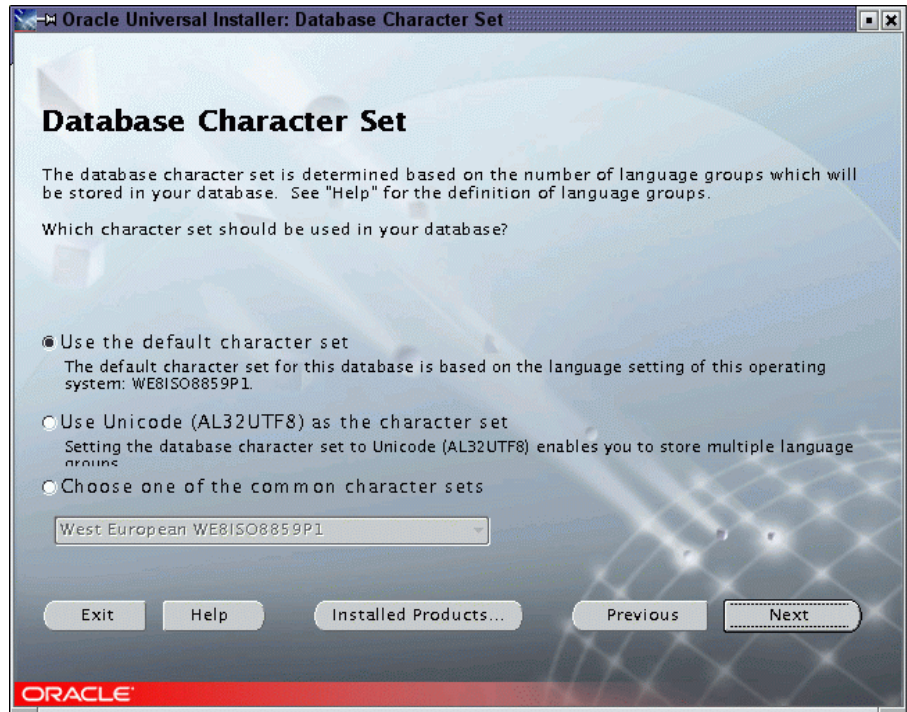 Oracle Universal Installer: Database Character Set
Database Character Set
The database character set is determined based on the number of language groups which will
be stored in your database. See "Help" for the definition of language groups.
Which character set should be used in your database?
Use the default character set
The default character set for this database is based on the language setting of this operating
system: WE8ISO8859P1.
Use Unicode (AL32UTF8) as the character set
Setting the database character set to Unicode (AL32UTF8) enables you to store multiple language
groups
Choose one of the common character sets
West European WE8ISO8859P1
Exit Help Installed Products... Previous Next
ORACLE